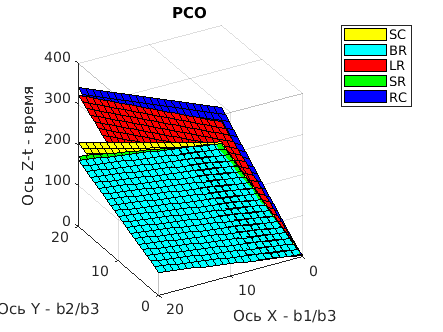 PCO
SC
BR
LR
SR
RC
400
300
200
100
0
Ось Z-t - время
20
10
0
Ось Y - b2/b3
20
10
0
Ось X - b1/b3